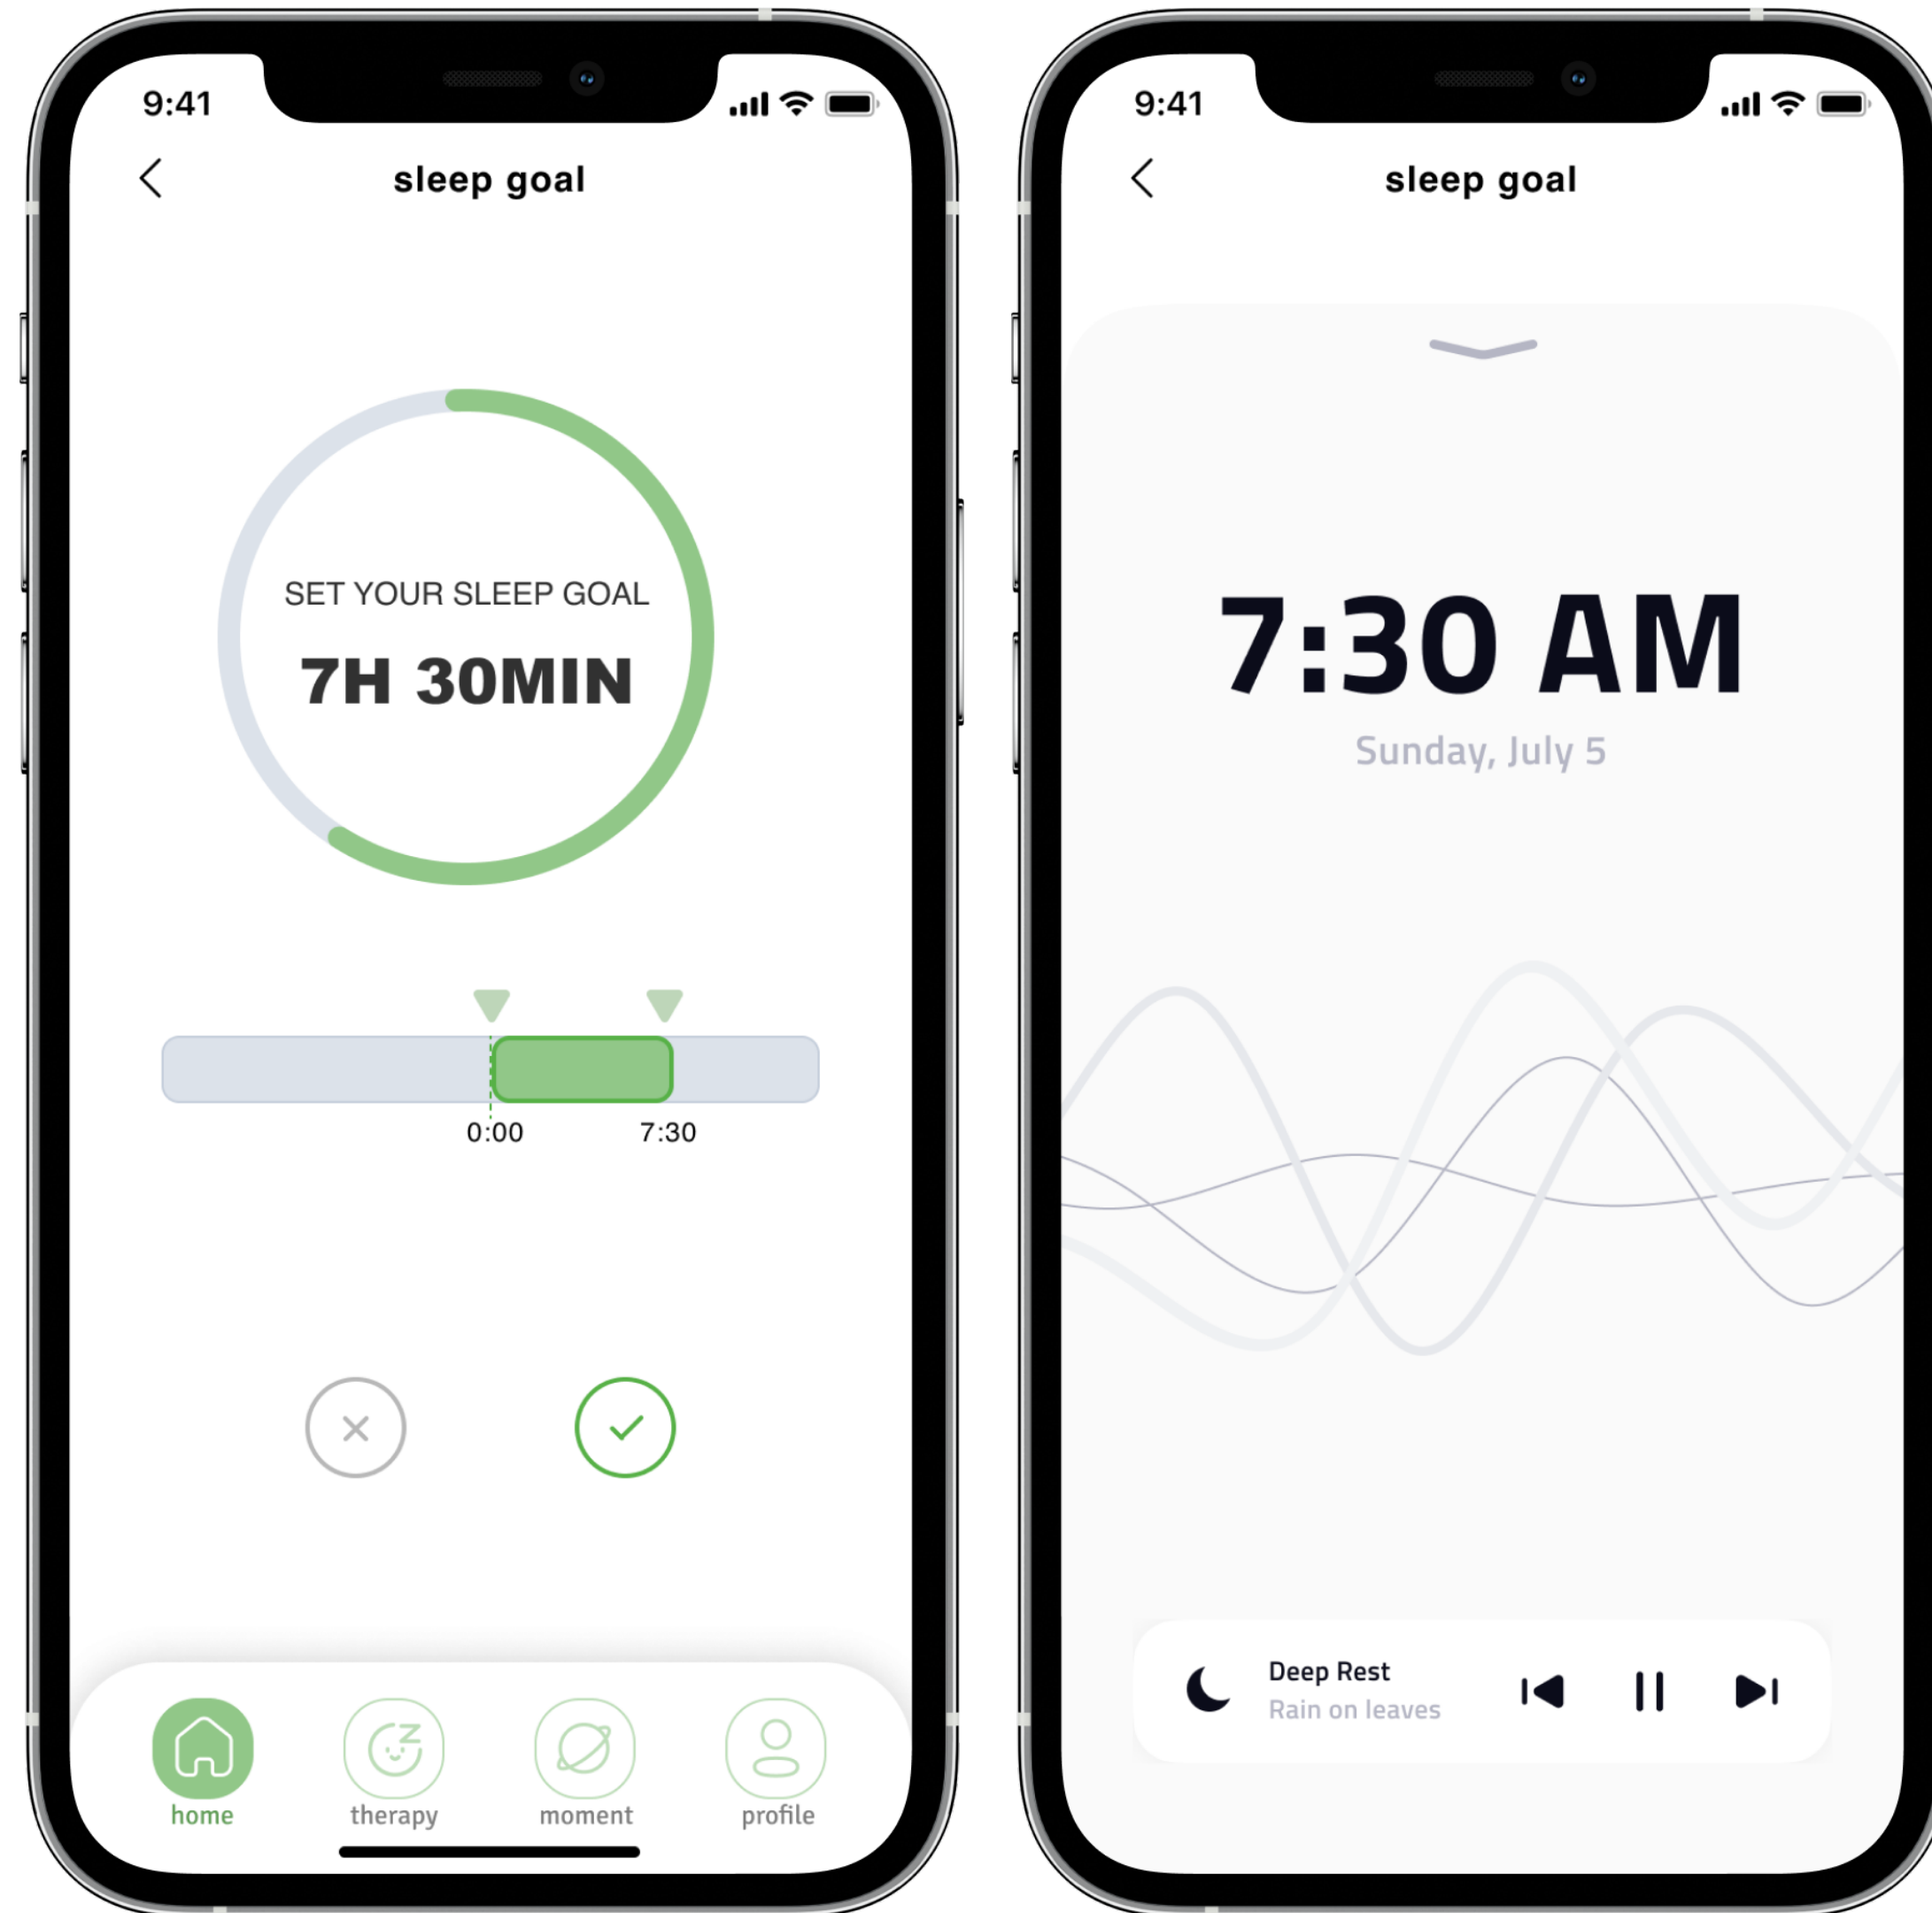 9:41
sleep goal
SET YOUR SLEEP GOAL
7H 30MIN
0:00 7:30
home therapy moment profile
9:41
sleep goal
7:30 AM
Sunday, July 5
Deep Rest
Rain on leaves